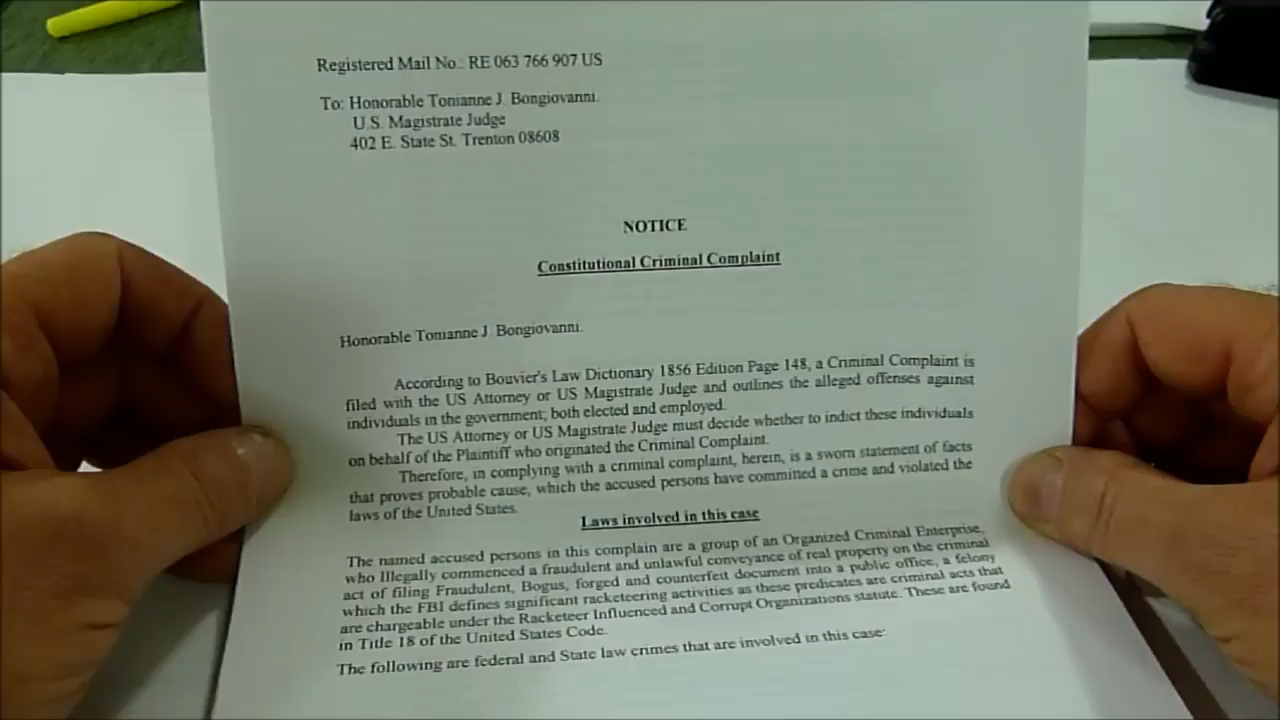 Registered Mail No.: RE 063 766 907 US
To: Honorable Tonianne J. Bongiovanni.
U.S. Magistrate Judge
402 E. State St. Trenton 08608
NOTICE
Constitutional Criminal Complaint
Honorable Tonianne J. Bongiovanni.
According to Bouvier's Law Dictionary 1856 Edition Page 148, a Criminal Complaint is
filed with the US Attorney or US Magistrate Judge and outlines the alleged offenses against
individuals in the government; both elected and employed.
The US Attorney or US Magistrate Judge must decide whether to indict these individuals
on behalf of the Plaintiff who originated the Criminal Complaint.
Therefore, in complying with a criminal complaint, herein, is a sworn statement of facts
that proves probable cause, which the accused persons have committed a crime and violated the
laws of the United States.
Laws involved in this case
The named accused persons in this complain are a group of an Organized Criminal Enterprise,
who Illegally commenced a fraudulent and unlawful conveyance of real property on the criminal
act of filing Fraudulent, Bogus, forged and counterfeit document into a public office, a felony
which the FBI defines significant racketeering activities as these predicates are criminal acts that
are chargeable under the Racketeer Influenced and Corrupt Organizations statute. These are found
in Title 18 of the United States Code.
The following are federal and State law crimes that are involved in this case: